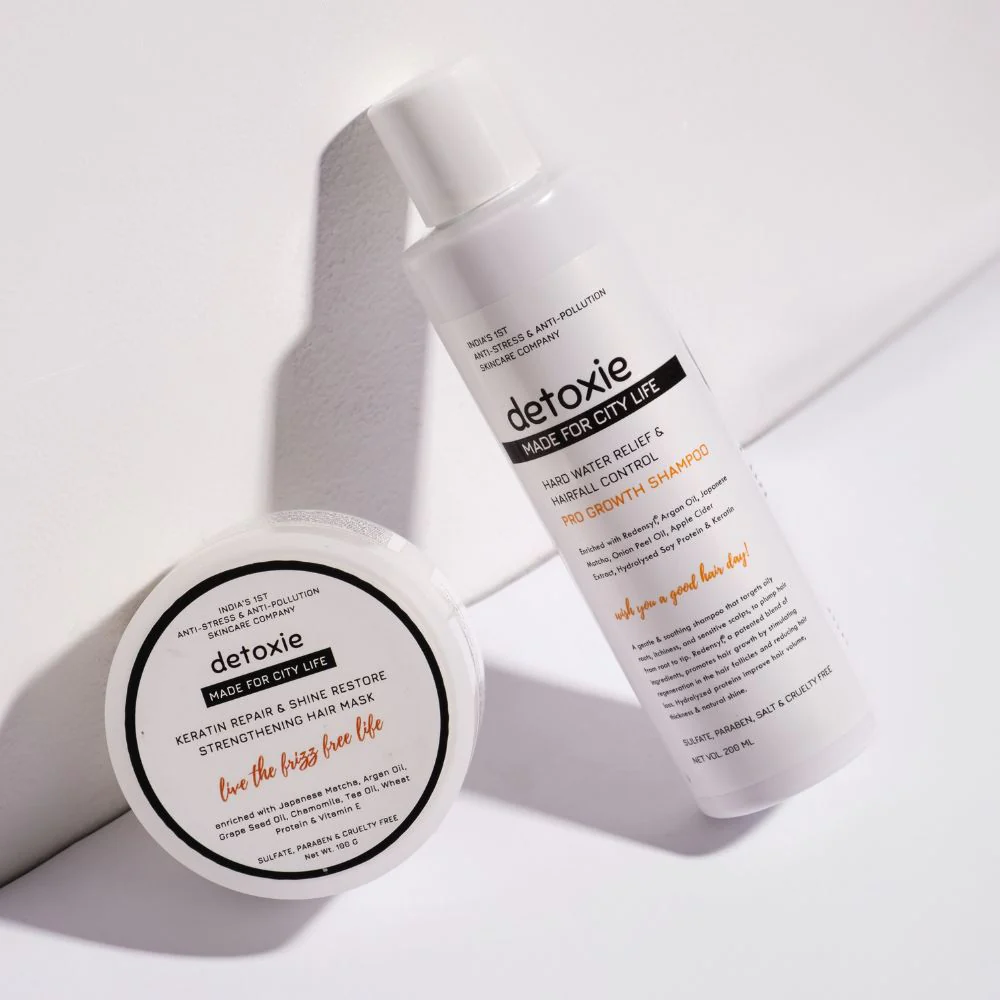 INDIA'S 1ST
ANTI-STRESS & ANTI-POLLUTION
SKINCARE COMPANY
detoxie
MADE FOR CITY LIFE
HARD WATER RELIEF &
HAIRFALL CONTROL
PRO GROWTH SHAMPOO
Enriched with Redensyl®, Argan Oil, Japanese
Matcha, Onion Peel Oil, Apple Cider
Extract, Hydrolysed Soy Protein & Keratin
wish you a good hair day!
A gentle & soothing shampoo that targets oily
roots, itchiness, and sensitive scalps, to plump hair
from root to tip. Redensyl®, a patented blend of
ingredients, promotes hair growth by stimulating
regeneration in the hair follicles and reducing hair
loss. Hydrolyzed proteins improve hair volume,
thickness & natural shine.
SULFATE, PARABEN, SALT & CRUELTY FREE
NET VOL. 200 ML
INDIA'S 1ST
ANTI-STRESS & ANTI-POLLUTION
SKINCARE COMPANY
detoxie
MADE FOR CITY LIFE
KERATIN REPAIR & SHINE RESTORE
STRENGTHENING HAIR MASK
live the frizz free life
enriched with Japanese Matcha, Argan Oil,
Grape Seed Oil, Chamomile, Tea Oil, Wheat
Protein & Vitamin E
SULFATE, PARABEN & CRUELTY FREE
Net Wt. 100 G